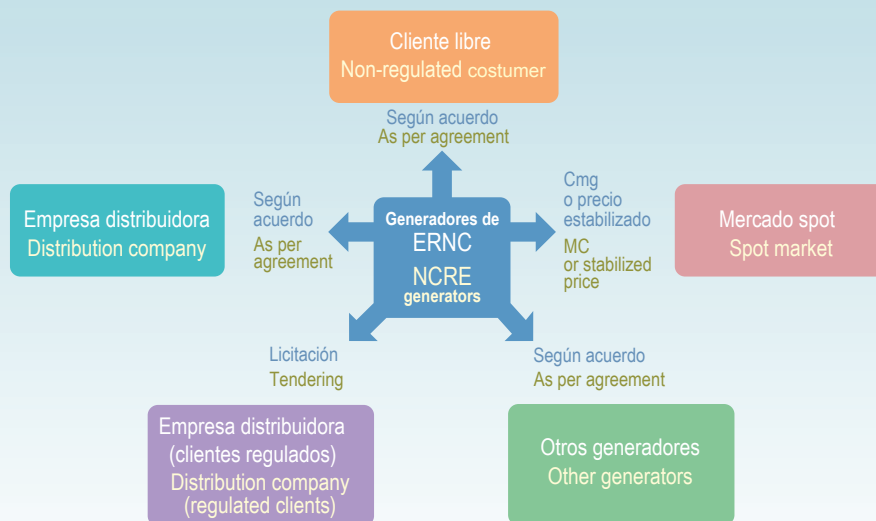 Cliente libre
Non-regulated costumer
Según acuerdo
As per agreement
Empresa distribuidora
Distribution company
Según
acuerdo
As per
agreement
Generadores de
ERNC
NCRE
generators
Cmg
o precio
estabilizado
MC
or stabilized
price
Mercado spot
Spot market
Licitación
Tendering
Según acuerdo
As per agreement
Empresa distribuidora
(clientes regulados)
Distribution company
(regulated clients)
Otros generadores
Other generators